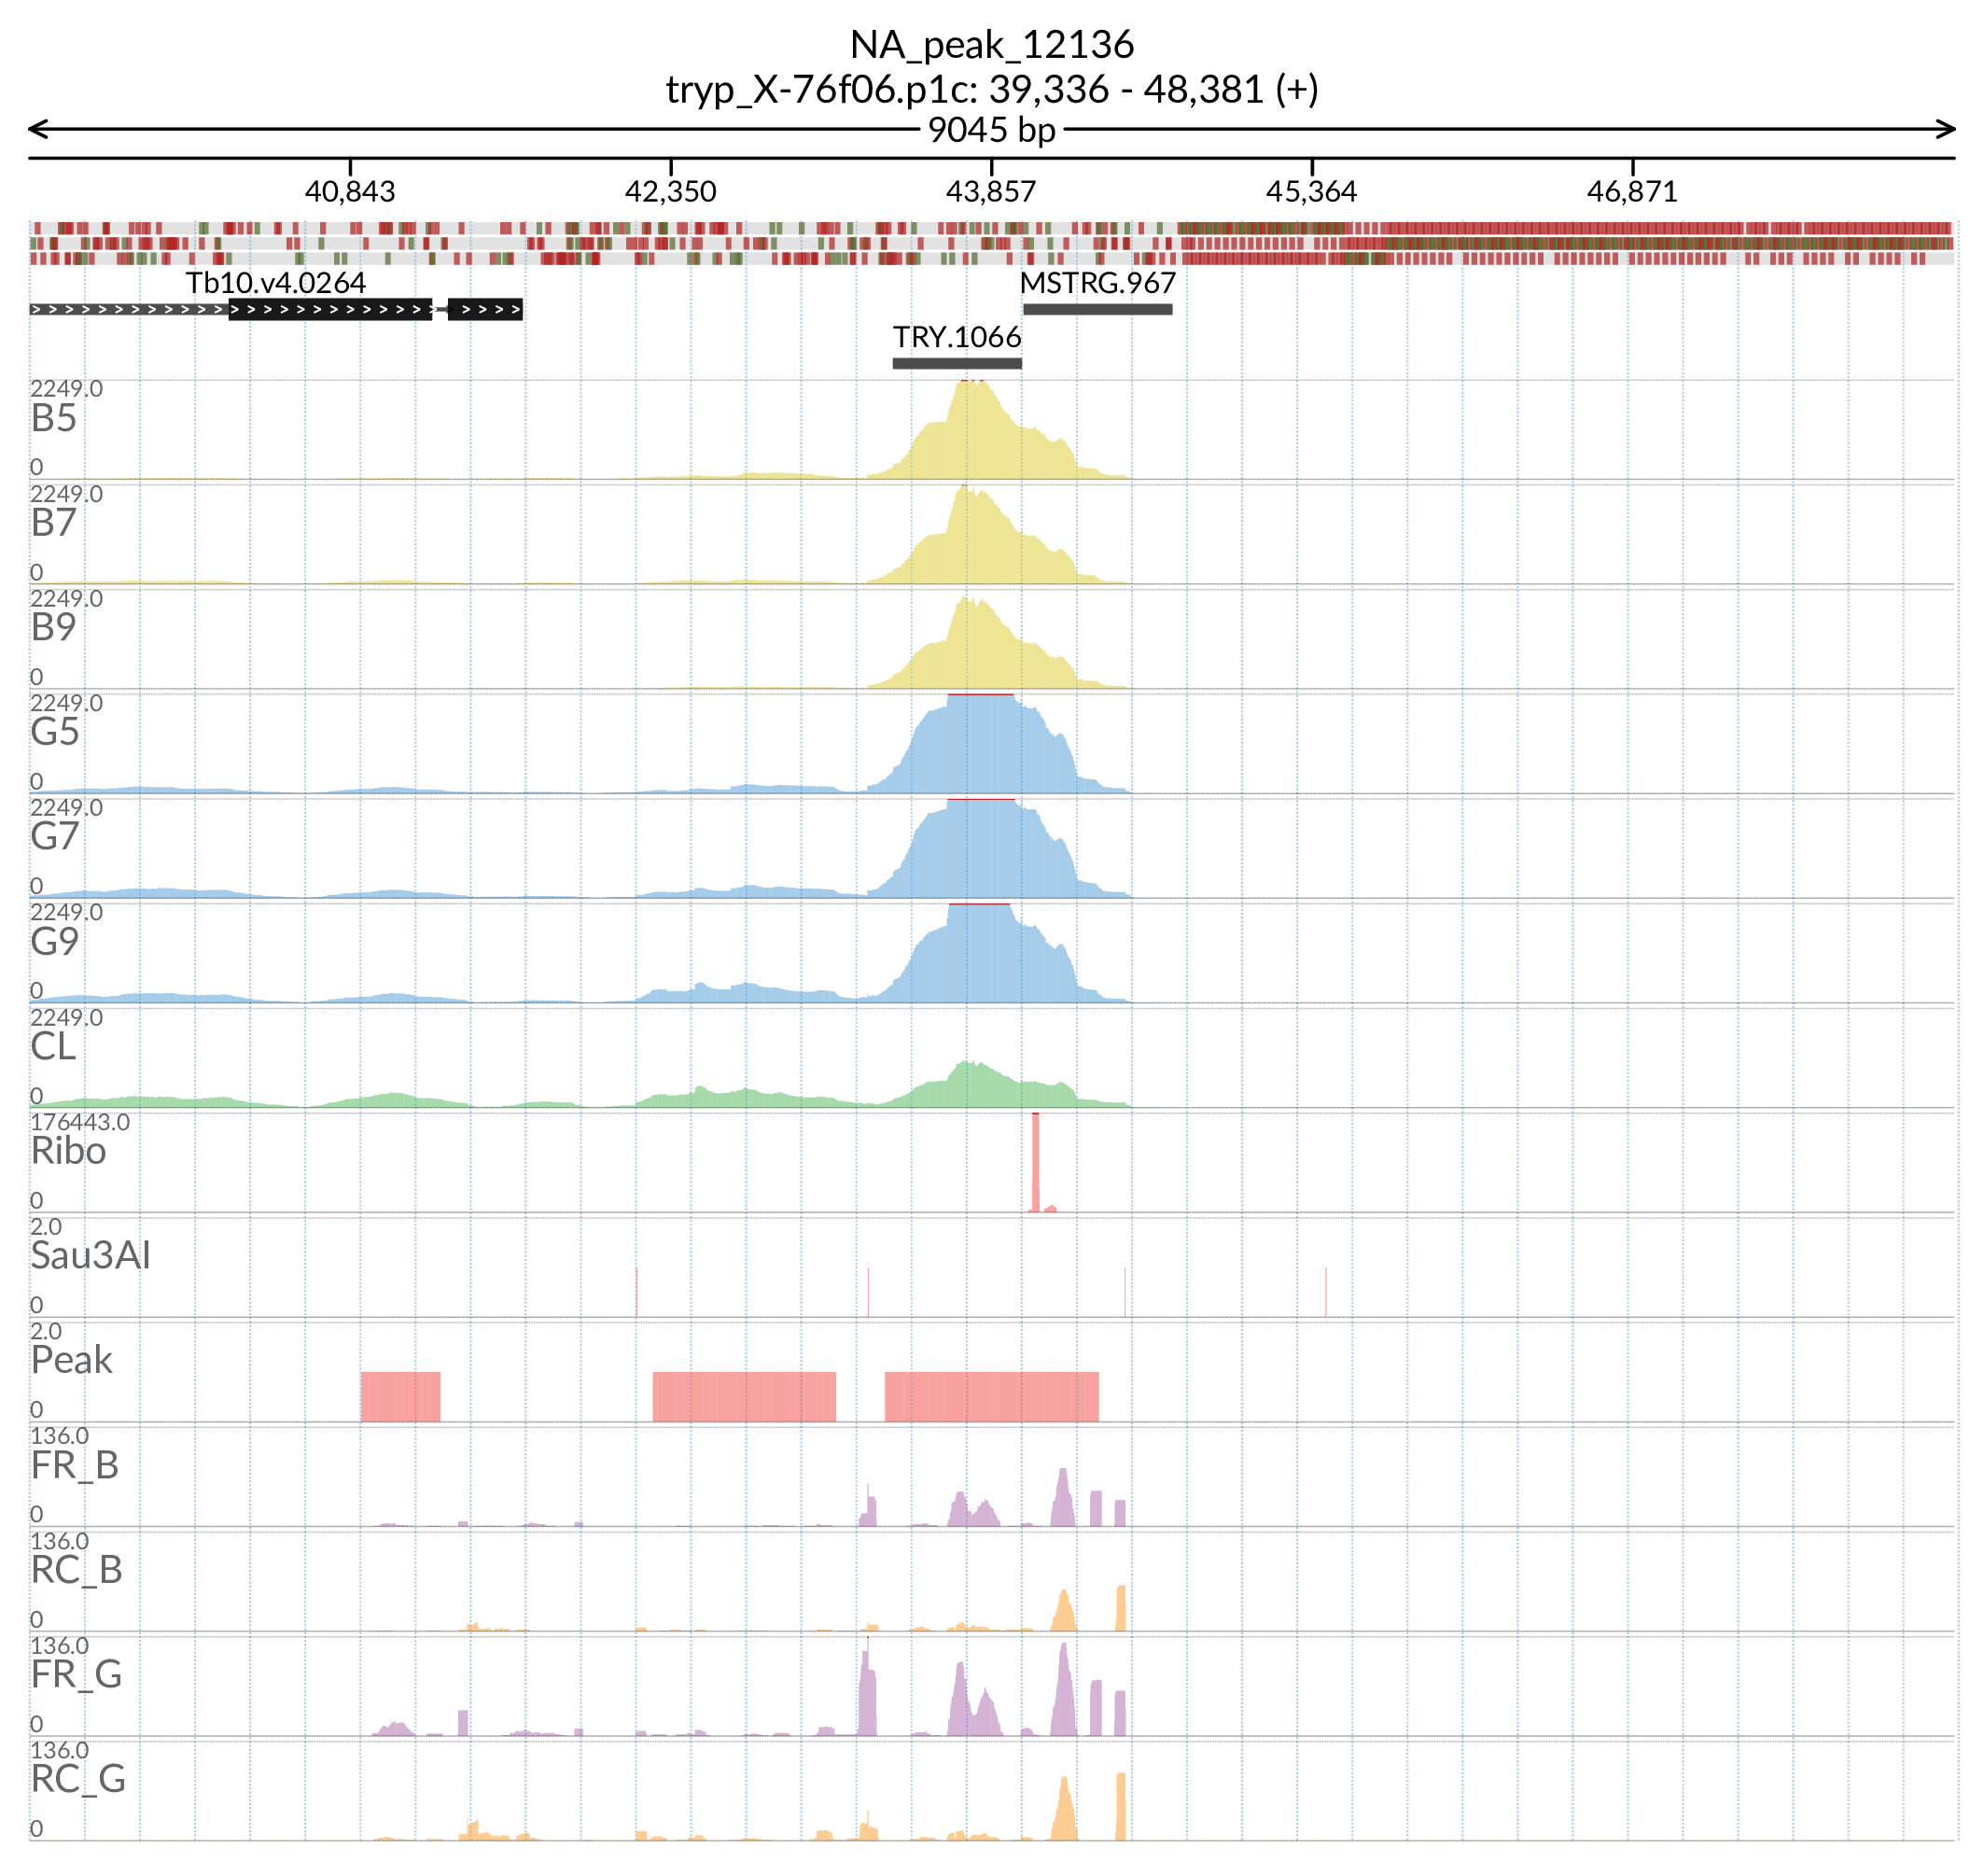 NA_peak_12136
tryp_X-76f06.p1c: 39,336 - 48,381 (+)
9045 bp
40,843 42,350 43,857 45,364 46,871
Tb10.v4.0264 MSTRG.967
TRY.1066
2249.0
B5
0
2249.0
B7
0
2249.0
B9
0
2249.0
G5
0
2249.0
G7
0
2249.0
G9
0
2249.0
CL
0
176443.0
Ribo
0
2.0
Sau3AI
0
2.0
Peak
0
136.0
FR_B
0
136.0
RC_B
0
136.0
FR_G
0
136.0
RC_G
0